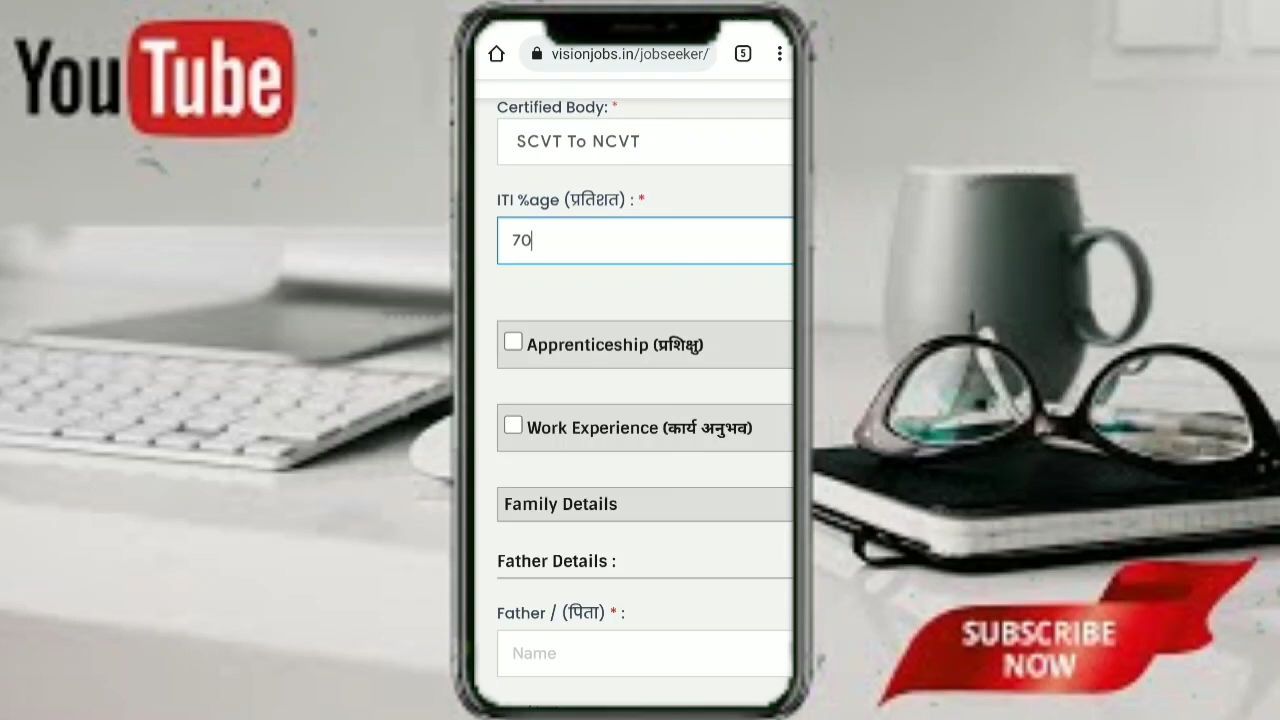 YouTube
visionjobs.in/jobseeker/
5
Certified Body: *
SCVT To NCVT
ITI %age (प्रतिशत) : *
70
Apprenticeship (प्रशिक्षु)
Work Experience (कार्य अनुभव)
Family Details
Father Details :
Father / (पिता) * :
Name
SUBSCRIBE
NOW